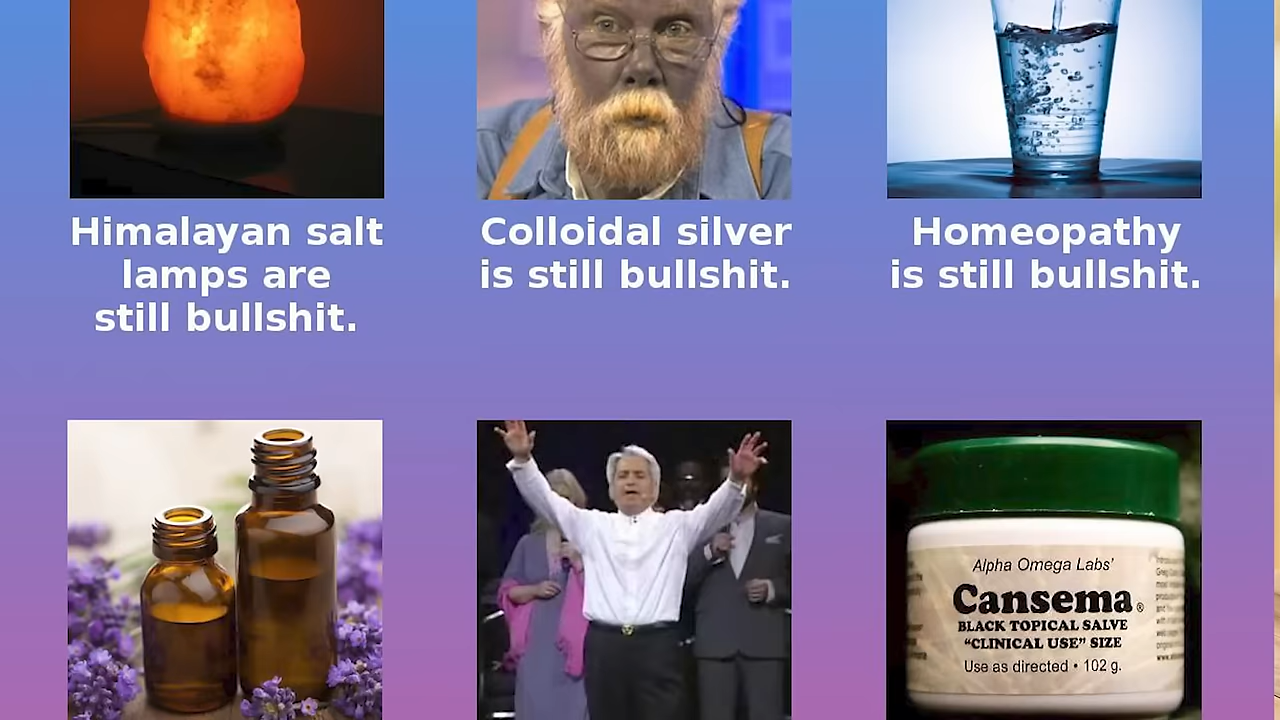 Himalayan salt
lamps are
still bullshit.
Colloidal silver
is still bullshit.
Homeopathy
is still bullshit.
Alpha Omega Labs'
Cansema®
BLACK TOPICAL SALVE
"CLINICAL USE" SIZE
Use as directed • 102 g.